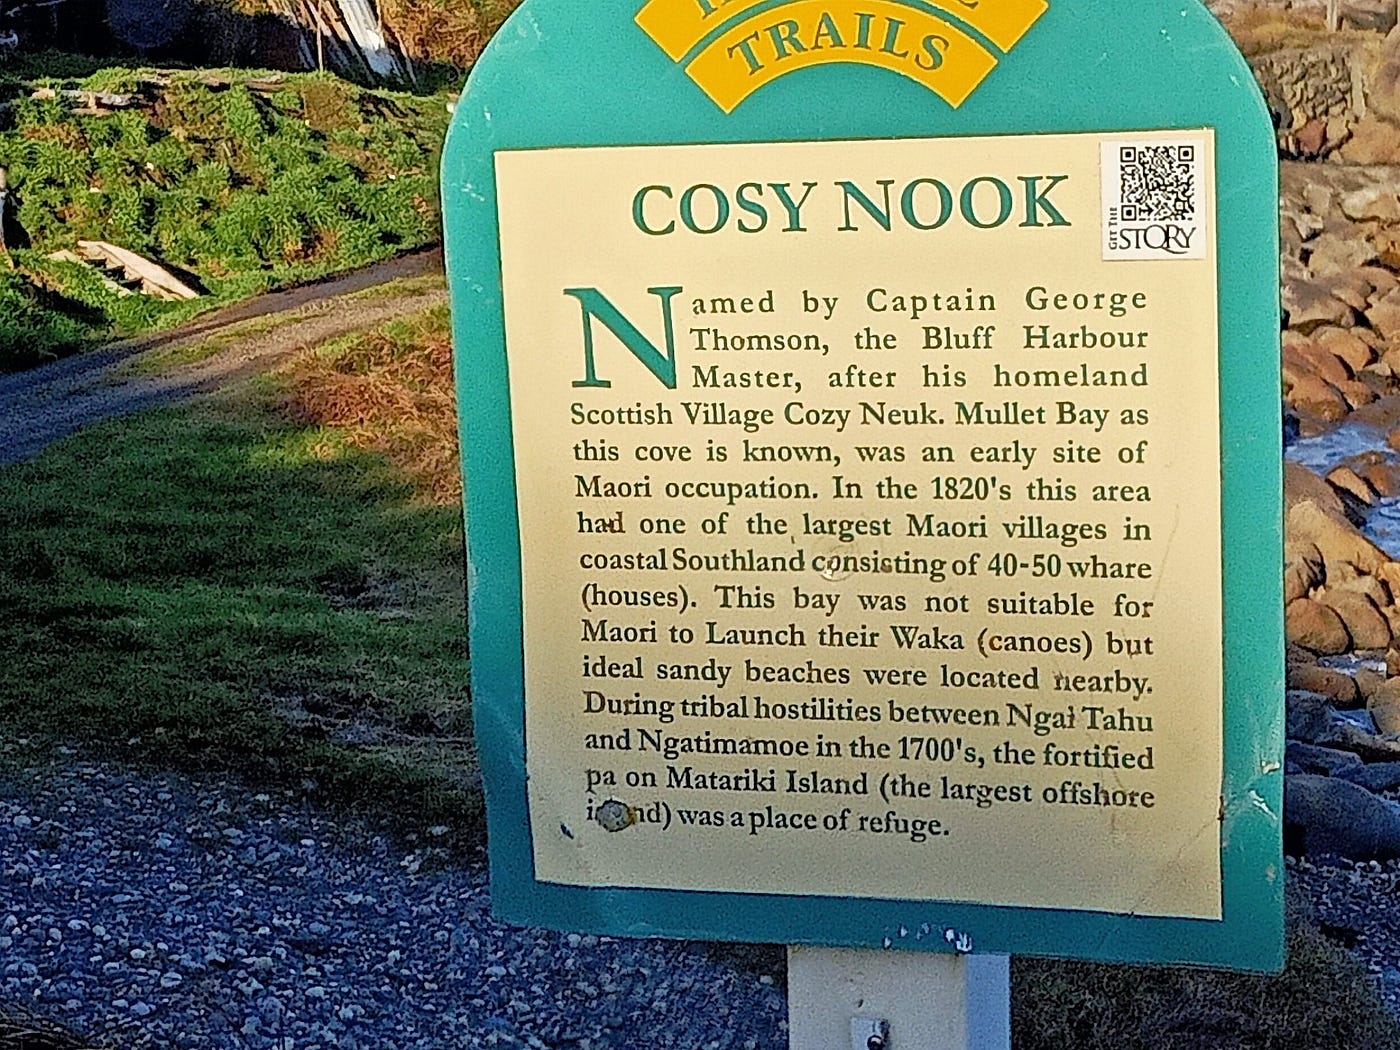 TRAILS
COSY NOOK
GET THE
STORY
Named by Captain George
Thomson, the Bluff Harbour
Master, after his homeland
Scottish Village Cozy Neuk. Mullet Bay as
this cove is known, was an early site of
Maori occupation. In the 1820's this area
had one of the largest Maori villages in
coastal Southland consisting of 40-50 whare
(houses). This bay was not suitable for
Maori to Launch their Waka (canoes) but
ideal sandy beaches were located nearby.
During tribal hostilities between Ngai Tahu
and Ngatimamoe in the 1700's, the fortified
pa on Matariki Island (the largest offshore
was a place of refuge.